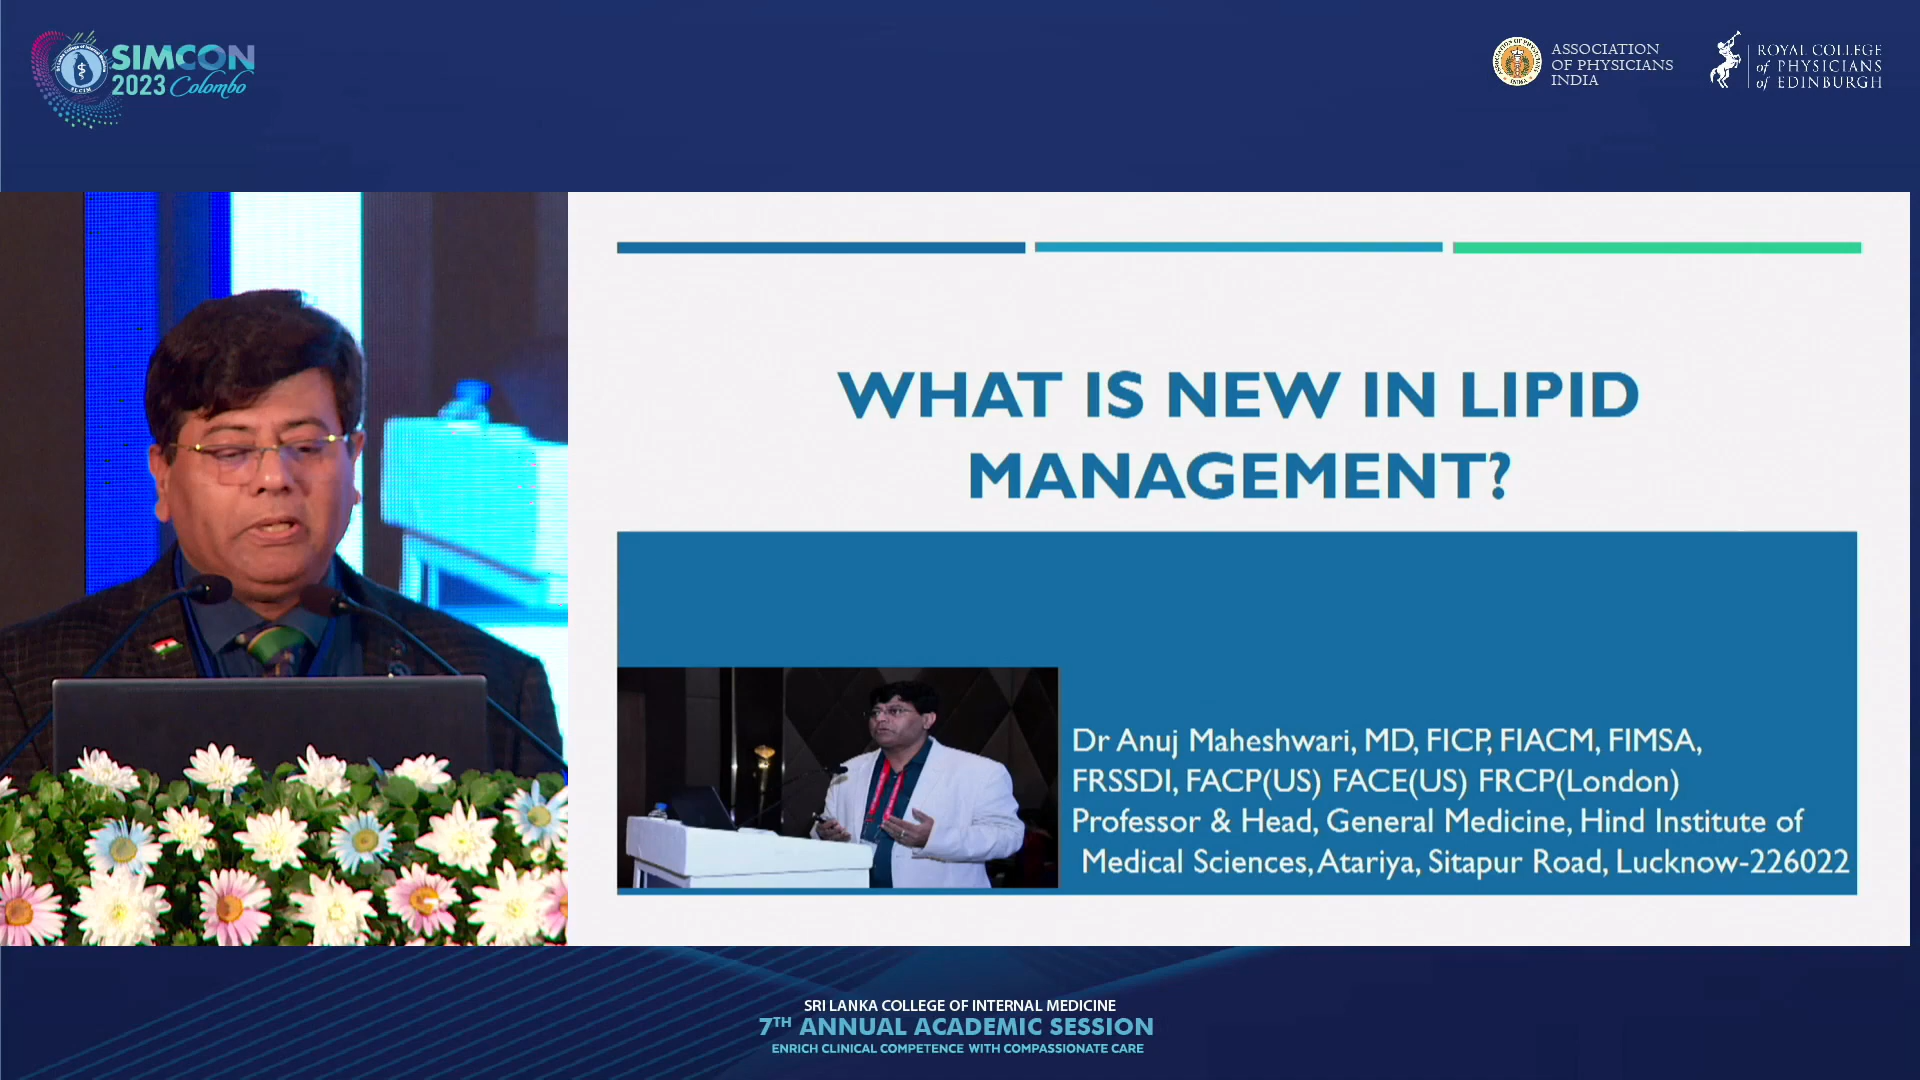 SIMCON
2023 Colombo
SLCIM
ASSOCIATION
OF PHYSICIANS
INDIA
ROYAL COLLEGE
of PHYSICIANS
of EDINBURGH
WHAT IS NEW IN LIPID
MANAGEMENT?
Dr Anuj Maheshwari, MD, FICP, FIACM, FIMSA,
FRSSDI, FACP(US) FACE(US) FRCP(London)
Professor & Head, General Medicine, Hind Institute of
Medical Sciences, Atariya, Sitapur Road, Lucknow-226022
SRI LANKA COLLEGE OF INTERNAL MEDICINE
7TH ANNUAL ACADEMIC SESSION
ENRICH CLINICAL COMPETENCE WITH COMPASSIONATE CARE